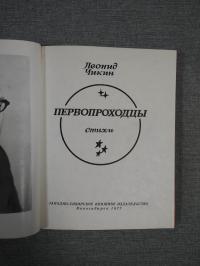 Леонид
Чикин
ПЕРВОПРОХОДЦЫ
стихи
ЗАПАДНО-СИБИРСКОЕ КНИЖНОЕ ИЗДАТЕЛЬСТВО
Новосибирск 1977